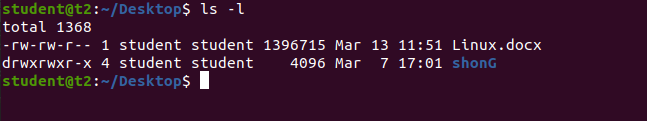 student@t2:~/Desktop$ ls -l
total 1368
-rw-rw-r-- 1 student student 1396715 Mar 13 11:51 Linux.docx
drwxrwxr-x 4 student student    4096 Mar  7 17:01 shonG
student@t2:~/Desktop$